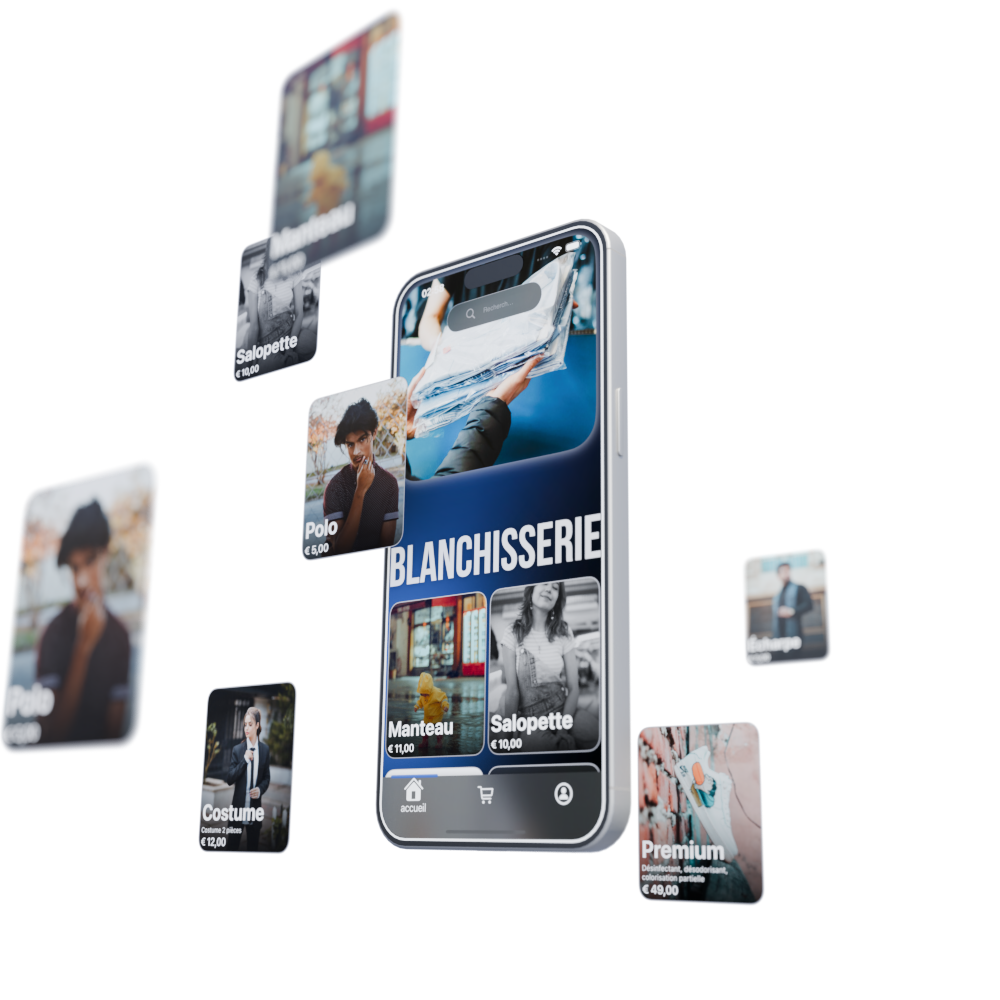 Manteau
Salopette
€ 10,00
02
Recherch...
Polo
€ 5,00
BLANCHISSERIE
Manteau
€ 11,00
Salopette
€ 10,00
accueil
Polo
Costume
Costume 2 pièces
€ 12,00
Écharpe
Premium
Désinfectant, désodorisant,
colorisation partielle
€ 49,00